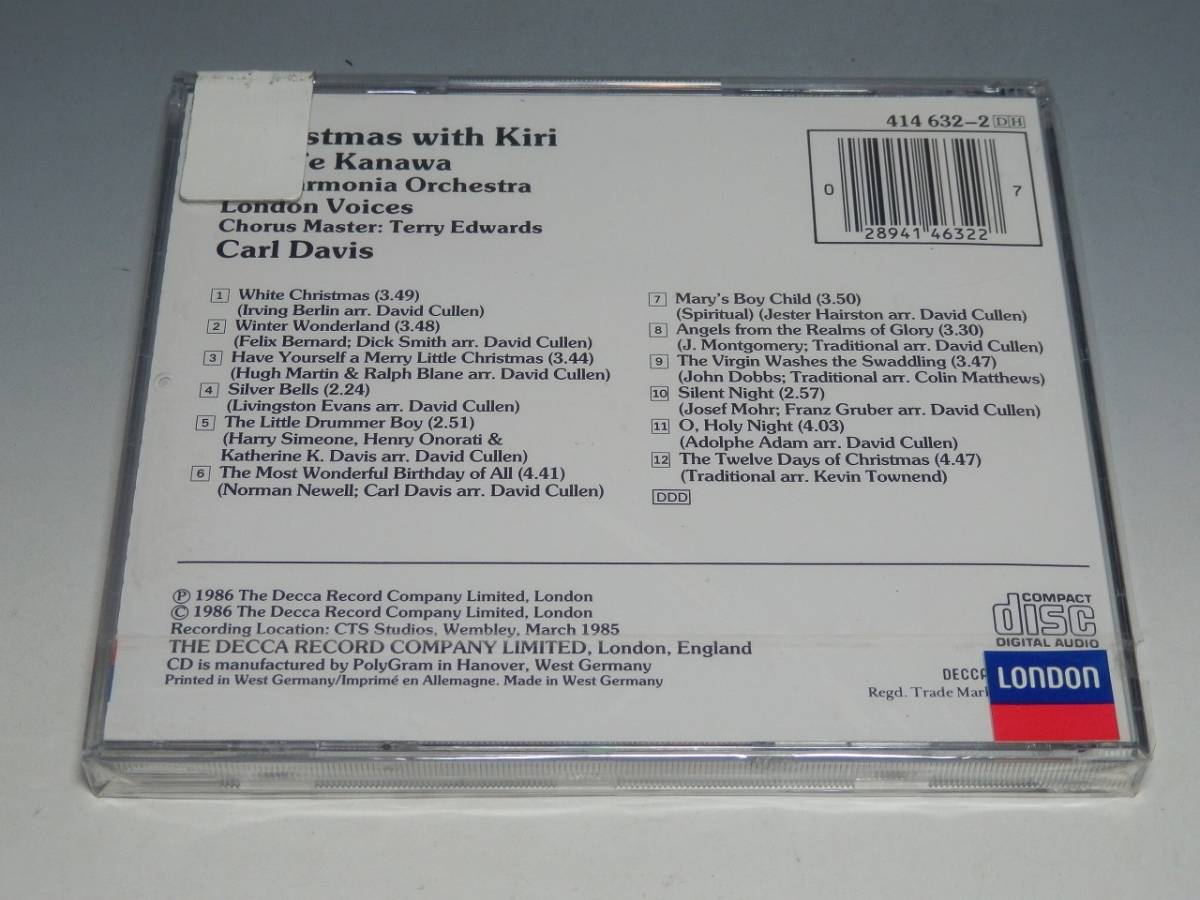 stmas with Kiri
Te Kanawa
armonia Orchestra
London Voices
Chorus Master: Terry Edwards
Carl Davis
414 632-2 DH
0 28941 46322 7
1 White Christmas (3.49)
(Irving Berlin arr. David Cullen)
2 Winter Wonderland (3.48)
(Felix Bernard; Dick Smith arr. David Cullen)
3 Have Yourself a Merry Little Christmas (3.44)
(Hugh Martin & Ralph Blane arr. David Cullen)
4 Silver Bells (2.24)
(Livingston Evans arr. David Cullen)
5 The Little Drummer Boy (2.51)
(Harry Simeone, Henry Onorati &
Katherine K. Davis arr. David Cullen)
6 The Most Wonderful Birthday of All (4.41)
(Norman Newell; Carl Davis arr. David Cullen)
7 Mary's Boy Child (3.50)
(Spiritual) (Jester Hairston arr. David Cullen)
8 Angels from the Realms of Glory (3.30)
(J. Montgomery; Traditional arr. David Cullen)
9 The Virgin Washes the Swaddling (3.47)
(John Dobbs; Traditional arr. Colin Matthews)
10 Silent Night (2.57)
(Josef Mohr; Franz Gruber arr. David Cullen)
11 O, Holy Night (4.03)
(Adolphe Adam arr. David Cullen)
12 The Twelve Days of Christmas (4.47)
(Traditional arr. Kevin Townend)
DDD
℗ 1986 The Decca Record Company Limited, London
© 1986 The Decca Record Company Limited, London
Recording Location: CTS Studios, Wembley, March 1985
THE DECCA RECORD COMPANY LIMITED, London, England
CD is manufactured by PolyGram in Hanover, West Germany
Printed in West Germany/Imprimé en Allemagne. Made in West Germany
COMPACT
disc
DIGITAL AUDIO
DECCA
Regd. Trade Mark
LONDON